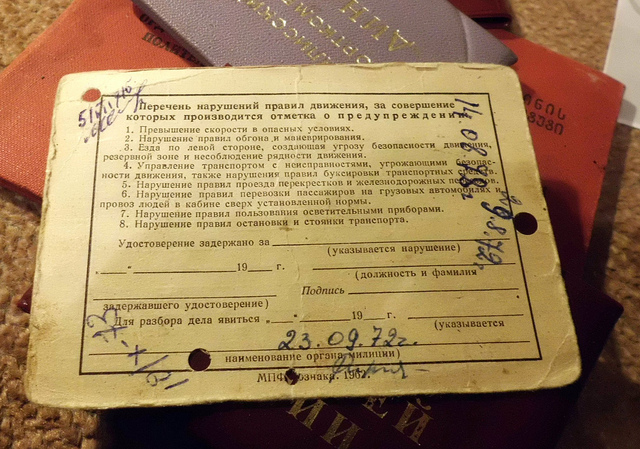 Перечень нарушений правил движения, за совершение
которых производится отметка о предупреждении
1. Превышение скорости в опасных условиях.
2. Нарушение правил обгона и маневрирования.
3. Езда по левой стороне, создающая угрозу безопасности движения,
резервной зоне и несоблюдение рядности движения.
4. Управление транспортом с неисправностями, угрожающими безопас-
ности движения, также нарушения правил буксировки транспортных средств.
5. Нарушение правил проезда перекрестков и железнодорожных переездов.
6. Нарушение правил перевозки пассажиров на грузовых автомобилях и
провоз людей в кабине сверх установленной нормы.
7. Нарушение правил пользования осветительными приборами.
8. Нарушение правил остановки и стоянки транспорта.
Удостоверение задержано за
(указывается нарушение)
„ " 19 г.
(должность и фамилия
Подпись
задержавшего удостоверение)
Для разбора дела явиться „ " 19 г.
(указывается
23.09.72г.
наименование органа милиции)
МПФ Гознака. 196